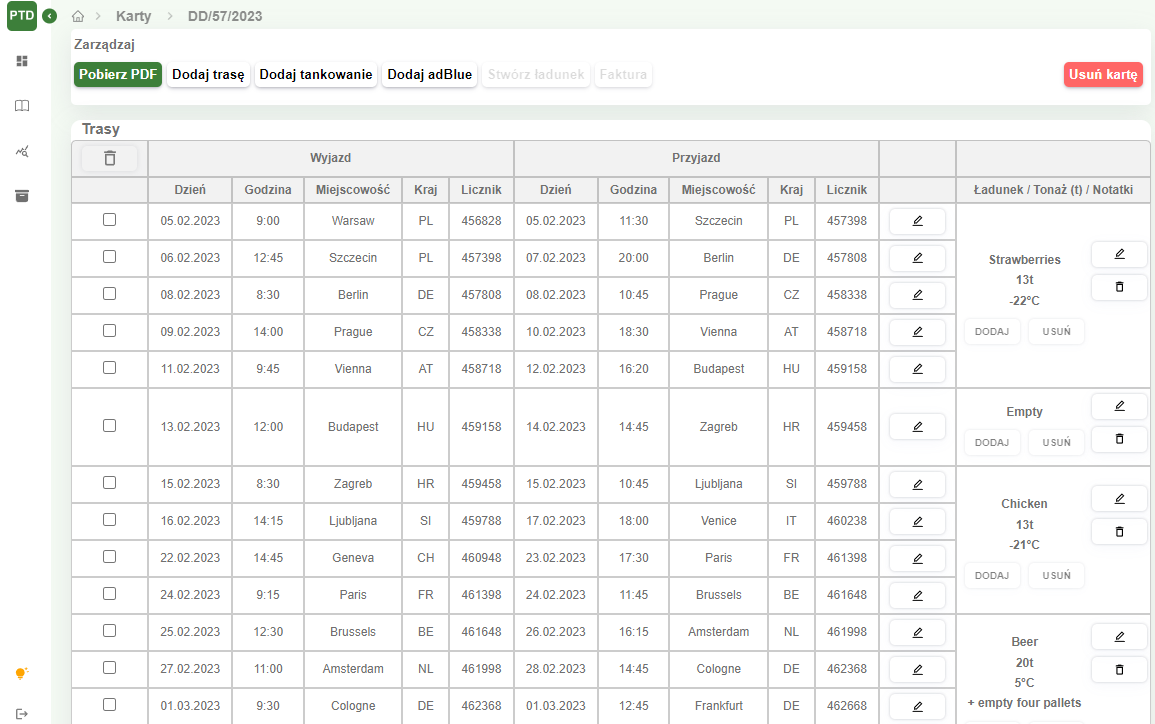 PTD
Karty
DD/57/2023
Zarządzaj
Pobierz PDF
Dodaj trasę
Dodaj tankowanie
Dodaj adBlue
Stwórz ładunek
Faktura
Usuń kartę
Trasy
Wyjazd Przyjazd
Dzień Godzina Miejscowość Kraj Licznik Dzień Godzina Miejscowość Kraj Licznik Ładunek / Tonaż (t) / Notatki
05.02.2023 9:00 Warsaw PL 456828 05.02.2023 11:30 Szczecin PL 457398
06.02.2023 12:45 Szczecin PL 457398 07.02.2023 20:00 Berlin DE 457808
08.02.2023 8:30 Berlin DE 457808 08.02.2023 10:45 Prague CZ 458338
09.02.2023 14:00 Prague CZ 458338 10.02.2023 18:30 Vienna AT 458718
11.02.2023 9:45 Vienna AT 458718 12.02.2023 16:20 Budapest HU 459158
Strawberries
13t
-22°C
DODAJ USUŃ
13.02.2023 12:00 Budapest HU 459158 14.02.2023 14:45 Zagreb HR 459458
Empty
DODAJ USUŃ
15.02.2023 8:30 Zagreb HR 459458 15.02.2023 10:45 Ljubljana SI 459788
16.02.2023 14:15 Ljubljana SI 459788 17.02.2023 18:00 Venice IT 460238
22.02.2023 14:45 Geneva CH 460948 23.02.2023 17:30 Paris FR 461398
24.02.2023 9:15 Paris FR 461398 24.02.2023 11:45 Brussels BE 461648
Chicken
13t
-21°C
DODAJ USUŃ
25.02.2023 12:30 Brussels BE 461648 26.02.2023 16:15 Amsterdam NL 461998
27.02.2023 11:00 Amsterdam NL 461998 28.02.2023 14:45 Cologne DE 462368
01.03.2023 9:30 Cologne DE 462368 01.03.2023 12:45 Frankfurt DE 462668
Beer
20t
5°C
+ empty four pallets